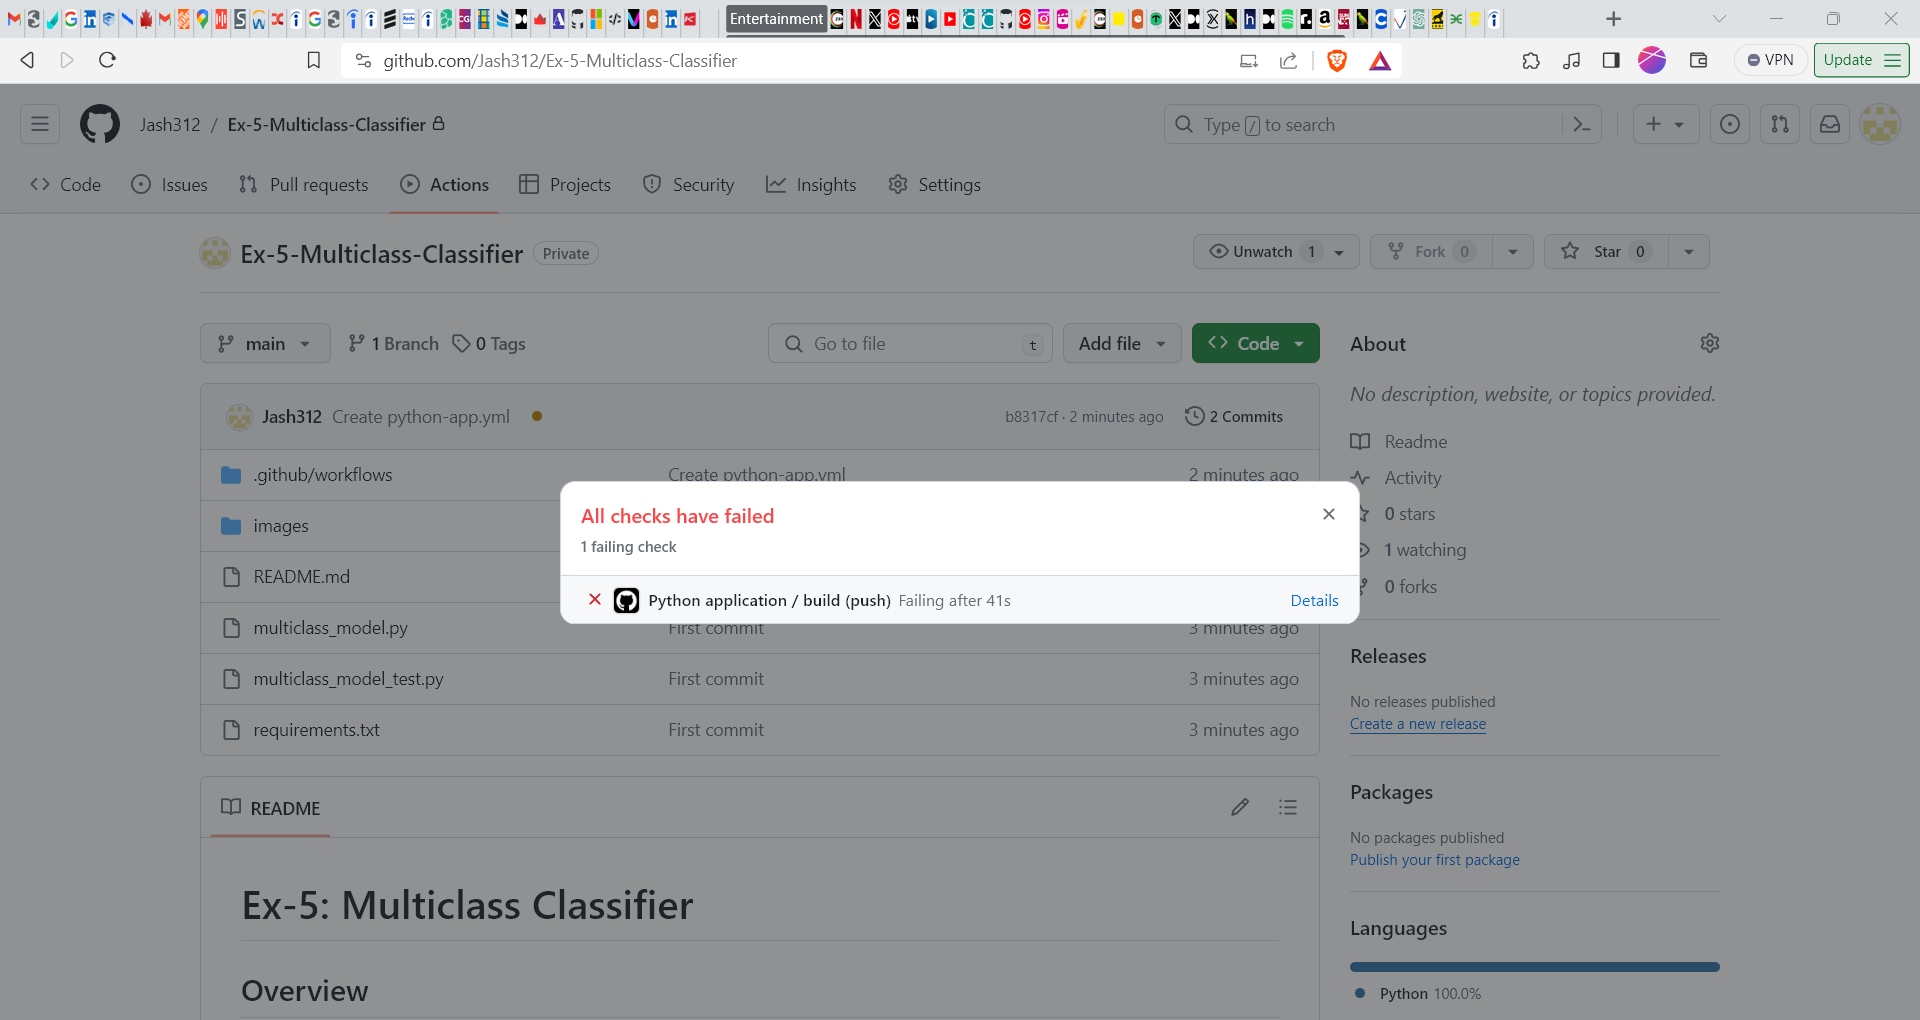 Entertainment
github.com/Jash312/Ex-5-Multiclass-Classifier
VPN
Update
Jash312 / Ex-5-Multiclass-Classifier
Type / to search
Code
Issues
Pull requests
Actions
Projects
Security
Insights
Settings
Ex-5-Multiclass-Classifier
Private
Unwatch 1
Fork 0
Star 0
main
1 Branch
0 Tags
Go to file
t
Add file
Code
Jash312 Create python-app.yml
b8317cf · 2 minutes ago
2 Commits
.github/workflows
Create python-app.yml
2 minutes ago
images
README.md
multiclass_model.py
First commit
3 minutes ago
multiclass_model_test.py
First commit
3 minutes ago
requirements.txt
First commit
3 minutes ago
All checks have failed
1 failing check
Python application / build (push) Failing after 41s
Details
README
Ex-5: Multiclass Classifier
Overview
About
No description, website, or topics provided.
Readme
Activity
0 stars
1 watching
0 forks
Releases
No releases published
Create a new release
Packages
No packages published
Publish your first package
Languages
Python 100.0%